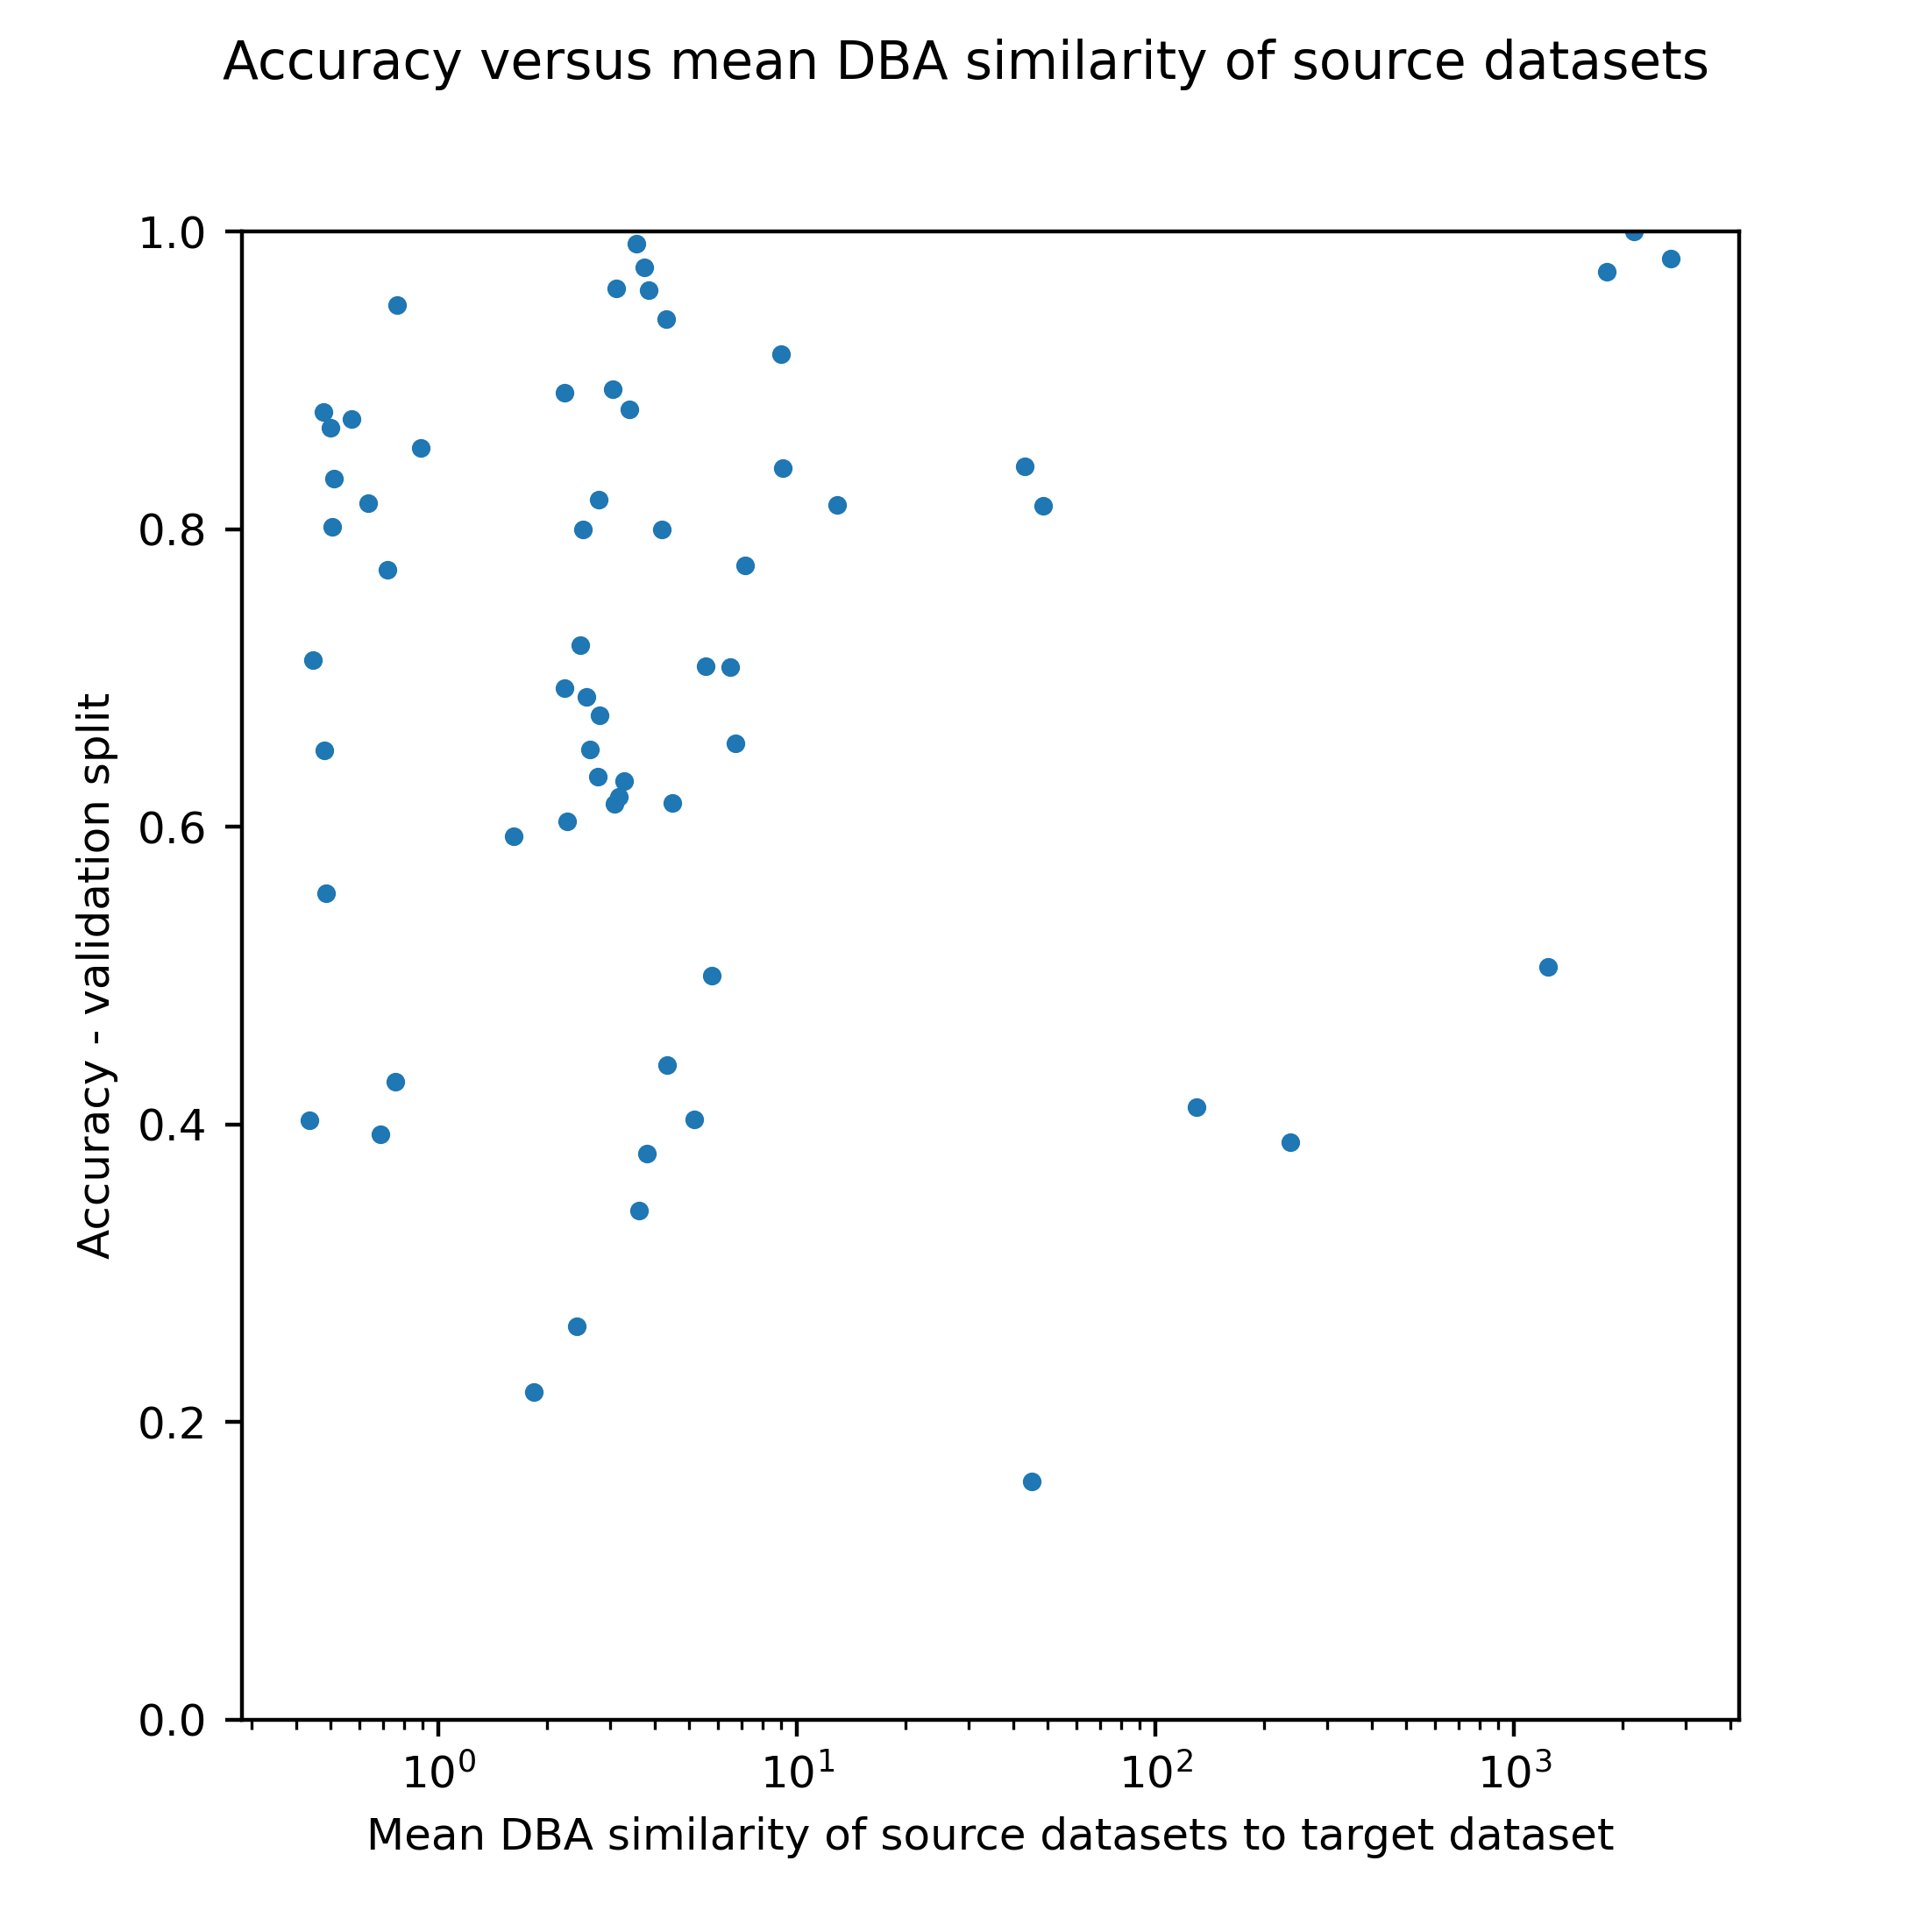 Accuracy versus mean DBA similarity of source datasets
1.0
0.8
0.6
0.4
0.2
0.0
Accuracy - validation split
10⁰ 10¹ 10² 10³
Mean DBA similarity of source datasets to target dataset